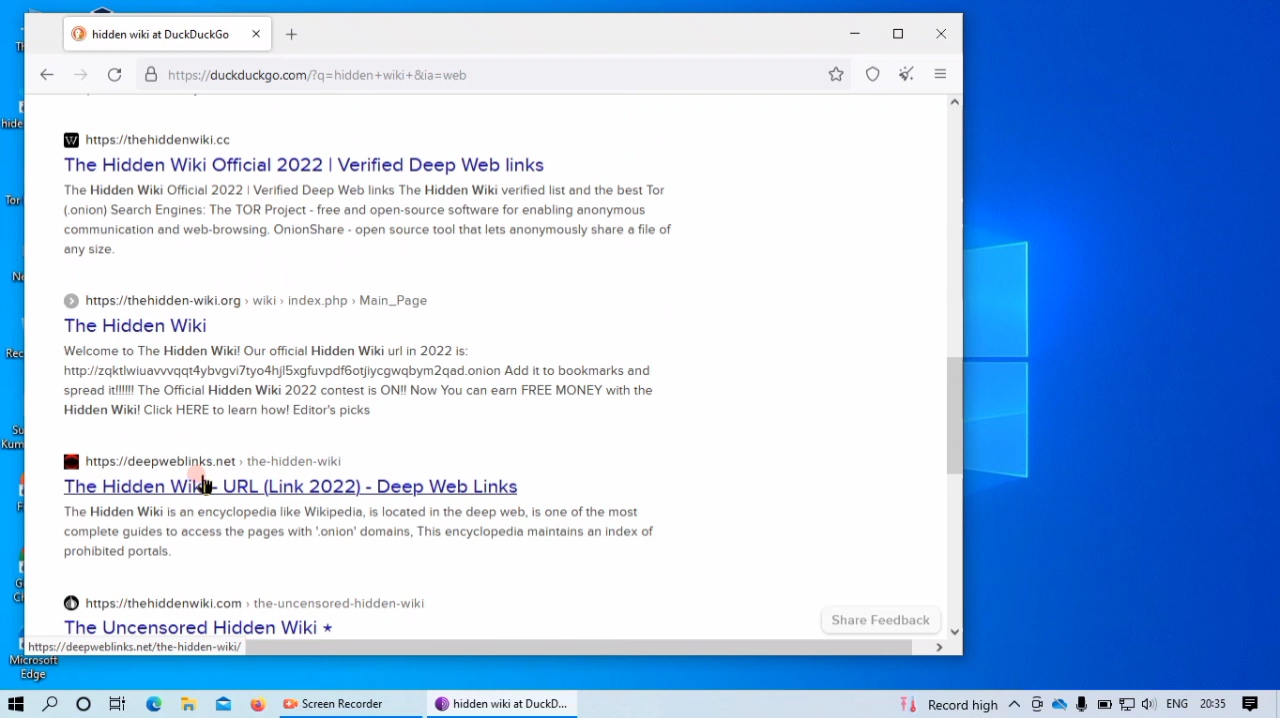 hidden wiki at DuckDuckGo
https://duckduckgo.com/?q=hidden+wiki+&ia=web
https://thehiddenwiki.cc
The Hidden Wiki Official 2022 | Verified Deep Web links
The Hidden Wiki Official 2022 | Verified Deep Web links The Hidden Wiki verified list and the best Tor
(.onion) Search Engines: The TOR Project - free and open-source software for enabling anonymous
communication and web-browsing. OnionShare - open source tool that lets anonymously share a file of
any size.
https://thehidden-wiki.org › wiki › index.php › Main_Page
The Hidden Wiki
Welcome to The Hidden Wiki! Our official Hidden Wiki url in 2022 is:
http://zqktlwiuavvvqqt4ybvgvi7tyo4hjl5xgfuvpdf6otjiycgwqbym2qad.onion Add it to bookmarks and
spread it!!!!!! The Official Hidden Wiki 2022 contest is ON!! Now You can earn FREE MONEY with the
Hidden Wiki! Click HERE to learn how! Editor's picks
https://deepweblinks.net › the-hidden-wiki
The Hidden Wiki - URL (Link 2022) - Deep Web Links
The Hidden Wiki is an encyclopedia like Wikipedia, is located in the deep web, is one of the most
complete guides to access the pages with '.onion' domains, This encyclopedia maintains an index of
prohibited portals.
https://thehiddenwiki.com › the-uncensored-hidden-wiki
The Uncensored Hidden Wiki ⋆
Share Feedback
https://deepweblinks.net/the-hidden-wiki/
Microsoft
Edge
Screen Recorder
hidden wiki at DuckD...
Record high
ENG
20:35